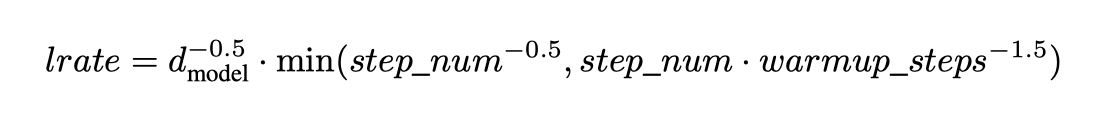 lrate = d_model^−0.5 · min(step_num^−0.5, step_num · warmup_steps^−1.5)